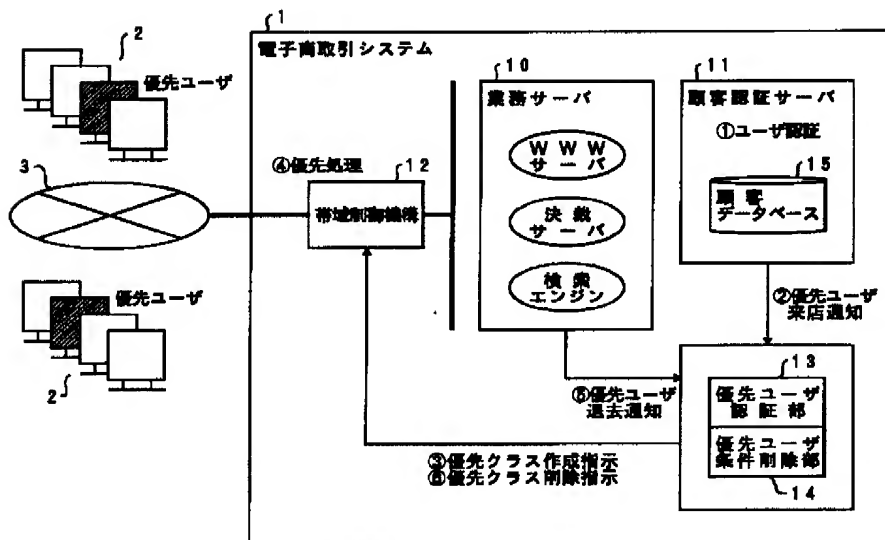 1
電子商取引システム
2
優先ユーザ
3
④優先処理
12
帯域制御機構
10
業務サーバ
WWW
サーバ
決裁
サーバ
検索
エンジン
11
顧客認証サーバ
①ユーザ認証
15
顧客
データベース
優先ユーザ
2
②優先ユーザ
来店通知
⑤優先ユーザ
退去通知
13
優先ユーザ
認証部
優先ユーザ
条件削除部
14
③優先クラス作成指示
⑥優先クラス削除指示